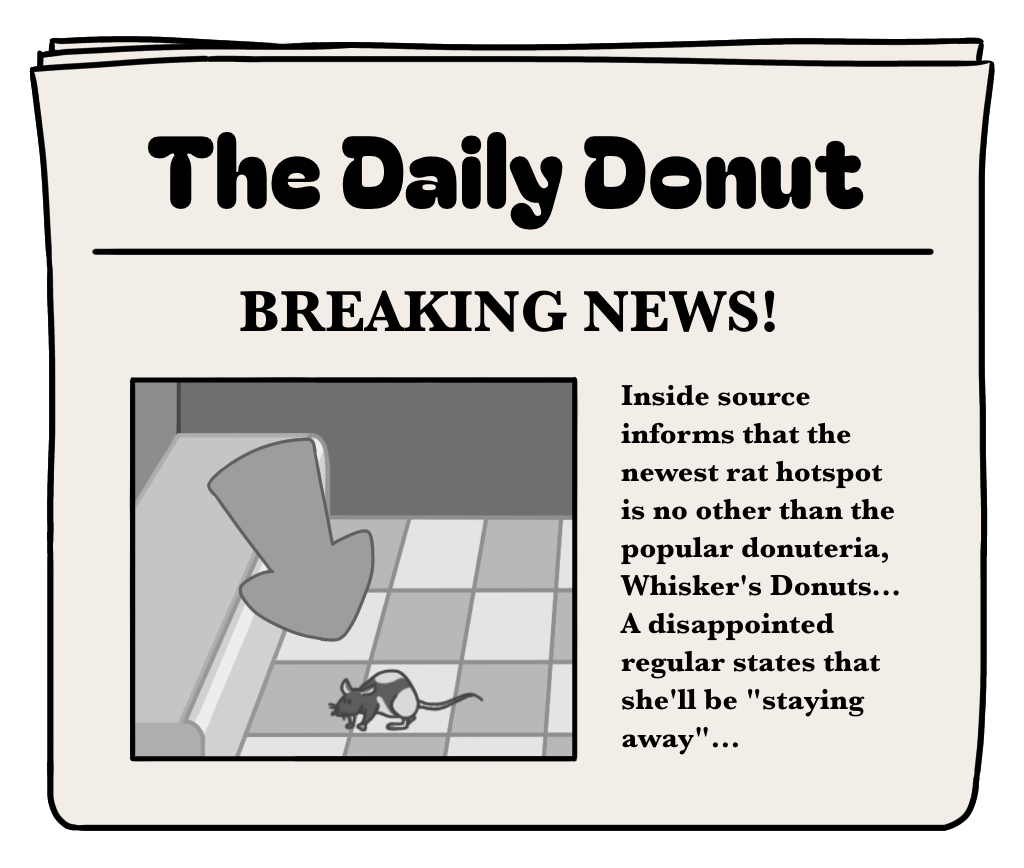 The Daily Donut
BREAKING NEWS!
Inside source
informs that the
newest rat hotspot
is no other than the
popular donuteria,
Whisker's Donuts...
A disappointed
regular states that
she'll be "staying
away"...